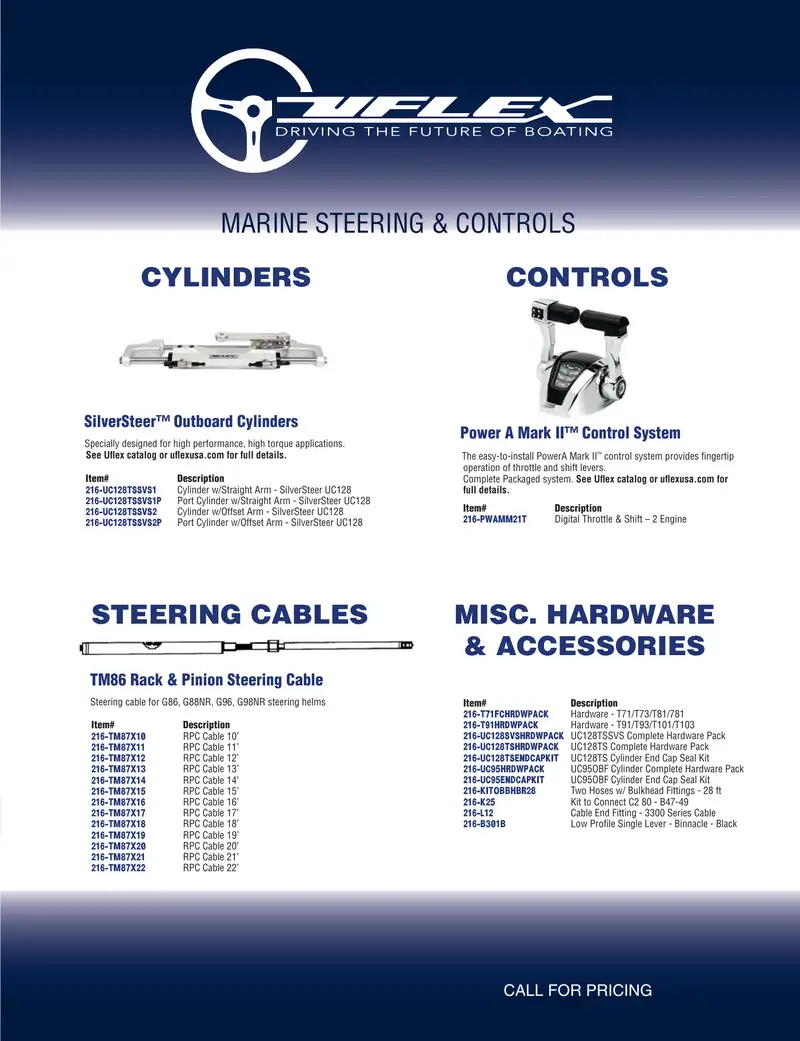 UFLEX
DRIVING THE FUTURE OF BOATING
MARINE STEERING & CONTROLS
CYLINDERS
UFLEX
SilverSteer™ Outboard Cylinders
Specially designed for high performance, high torque applications.
See Uflex catalog or uflexusa.com for full details.
Item# Description
216-UC128TSSVS1 Cylinder w/Straight Arm - SilverSteer UC128
216-UC128TSSVS1P Port Cylinder w/Straight Arm - SilverSteer UC128
216-UC128TSSVS2 Cylinder w/Offset Arm - SilverSteer UC128
216-UC128TSSVS2P Port Cylinder w/Offset Arm - SilverSteer UC128
CONTROLS
Power A Mark II™ Control System
The easy-to-install PowerA Mark II™ control system provides fingertip
operation of throttle and shift levers.
Complete Packaged system. See Uflex catalog or uflexusa.com for
full details.
Item# Description
216-PWAMM21T Digital Throttle & Shift – 2 Engine
STEERING CABLES
TM86 Rack & Pinion Steering Cable
Steering cable for G86, G88NR, G96, G98NR steering helms
Item# Description
216-TM87X10 RPC Cable 10'
216-TM87X11 RPC Cable 11'
216-TM87X12 RPC Cable 12'
216-TM87X13 RPC Cable 13'
216-TM87X14 RPC Cable 14'
216-TM87X15 RPC Cable 15'
216-TM87X16 RPC Cable 16'
216-TM87X17 RPC Cable 17'
216-TM87X18 RPC Cable 18'
216-TM87X19 RPC Cable 19'
216-TM87X20 RPC Cable 20'
216-TM87X21 RPC Cable 21'
216-TM87X22 RPC Cable 22'
MISC. HARDWARE
& ACCESSORIES
Item# Description
216-T71FCHRDWPACK Hardware - T71/T73/T81/781
216-T91HRDWPACK Hardware - T91/T93/T101/T103
216-UC128SVSHRDWPACK UC128TSSVS Complete Hardware Pack
216-UC128TSHRDWPACK UC128TS Complete Hardware Pack
216-UC128TSENDCAPKIT UC128TS Cylinder End Cap Seal Kit
216-UC95HRDWPACK UC95OBF Cylinder Complete Hardware Pack
216-UC95ENDCAPKIT UC95OBF Cylinder End Cap Seal Kit
216-KITOBBHBR28 Two Hoses w/ Bulkhead Fittings - 28 ft
216-K25 Kit to Connect C2 80 - B47-49
216-L12 Cable End Fitting - 3300 Series Cable
216-B301B Low Profile Single Lever - Binnacle - Black
CALL FOR PRICING